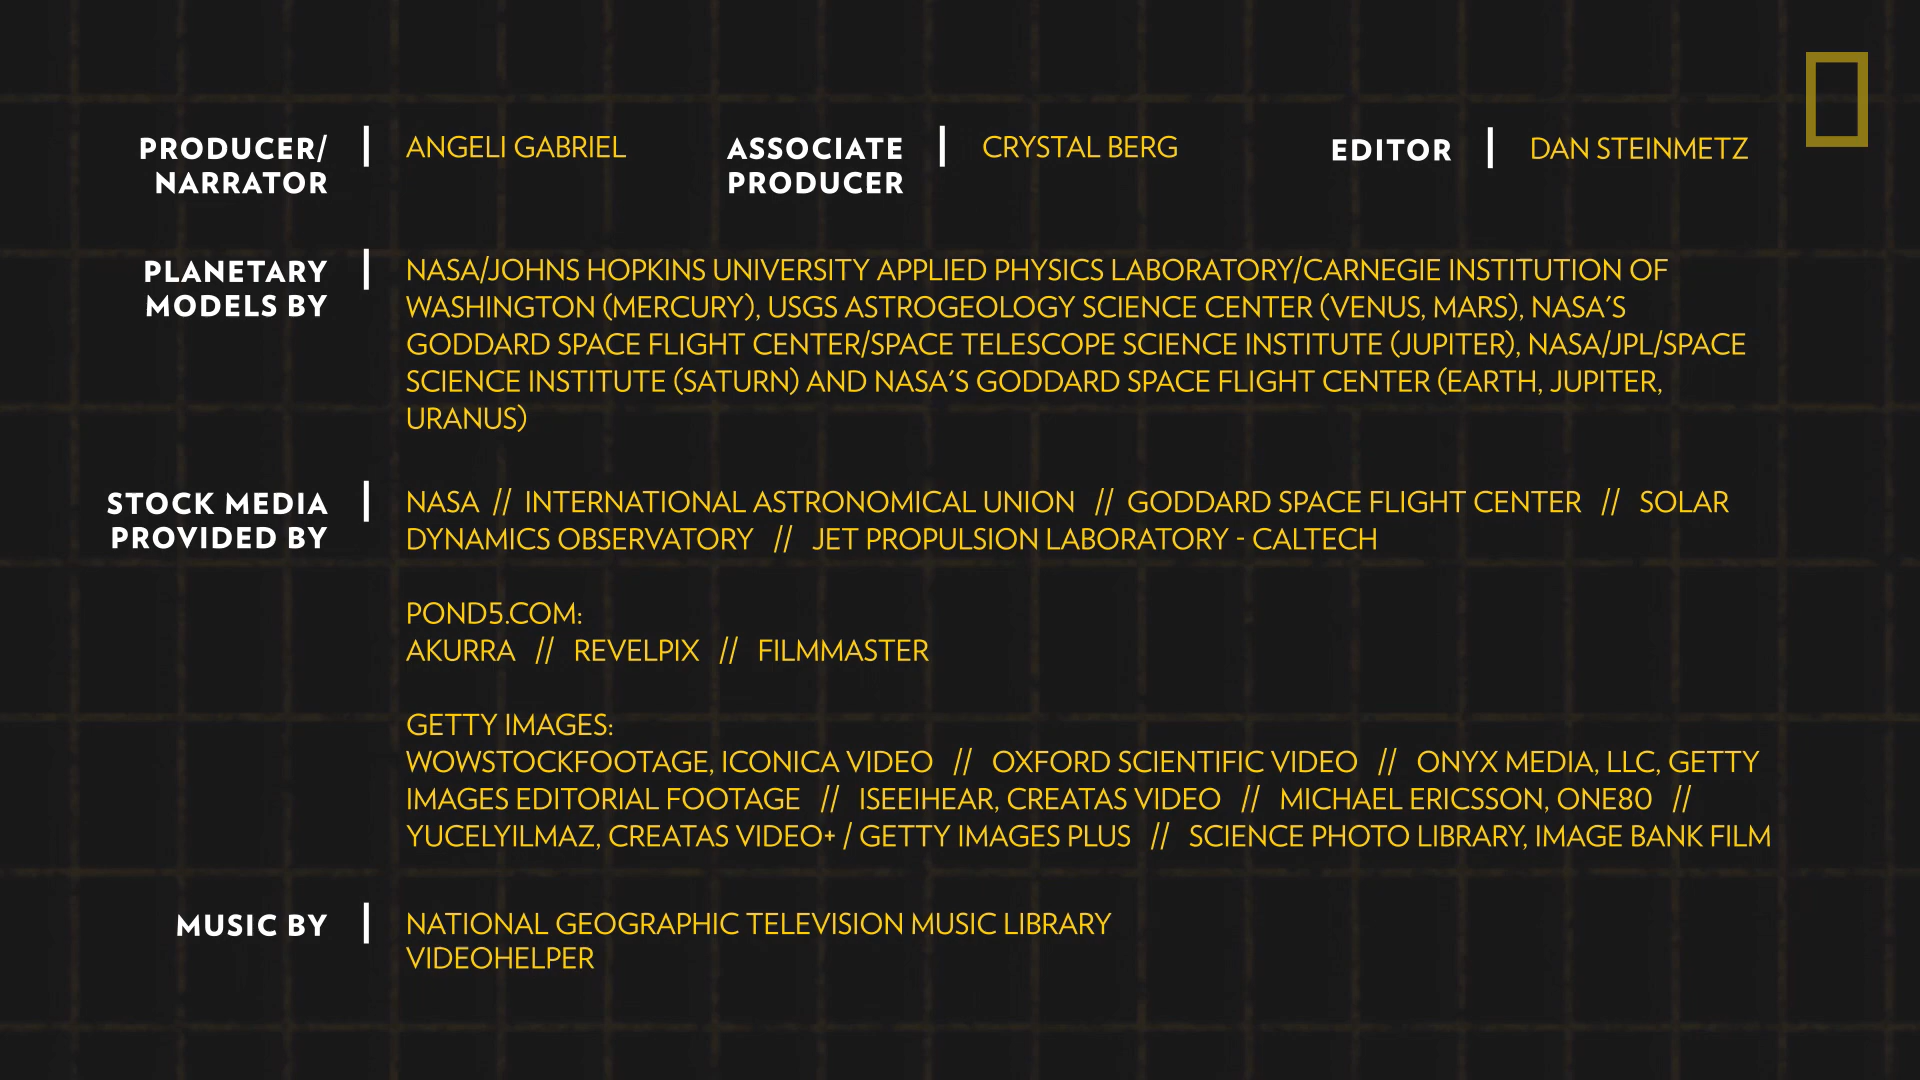 PRODUCER/ NARRATOR | ANGELI GABRIEL
ASSOCIATE PRODUCER | CRYSTAL BERG
EDITOR | DAN STEINMETZ
PLANETARY MODELS BY | NASA/JOHNS HOPKINS UNIVERSITY APPLIED PHYSICS LABORATORY/CARNEGIE INSTITUTION OF
WASHINGTON (MERCURY), USGS ASTROGEOLOGY SCIENCE CENTER (VENUS, MARS), NASA'S
GODDARD SPACE FLIGHT CENTER/SPACE TELESCOPE SCIENCE INSTITUTE (JUPITER), NASA/JPL/SPACE
SCIENCE INSTITUTE (SATURN) AND NASA'S GODDARD SPACE FLIGHT CENTER (EARTH, JUPITER,
URANUS)
STOCK MEDIA PROVIDED BY | NASA // INTERNATIONAL ASTRONOMICAL UNION // GODDARD SPACE FLIGHT CENTER // SOLAR
DYNAMICS OBSERVATORY // JET PROPULSION LABORATORY - CALTECH
POND5.COM:
AKURRA // REVELPIX // FILMMASTER
GETTY IMAGES:
WOWSTOCKFOOTAGE, ICONICA VIDEO // OXFORD SCIENTIFIC VIDEO // ONYX MEDIA, LLC, GETTY
IMAGES EDITORIAL FOOTAGE // ISEEIHEAR, CREATAS VIDEO // MICHAEL ERICSSON, ONE80 //
YUCELYILMAZ, CREATAS VIDEO+ / GETTY IMAGES PLUS // SCIENCE PHOTO LIBRARY, IMAGE BANK FILM
MUSIC BY | NATIONAL GEOGRAPHIC TELEVISION MUSIC LIBRARY
VIDEOHELPER